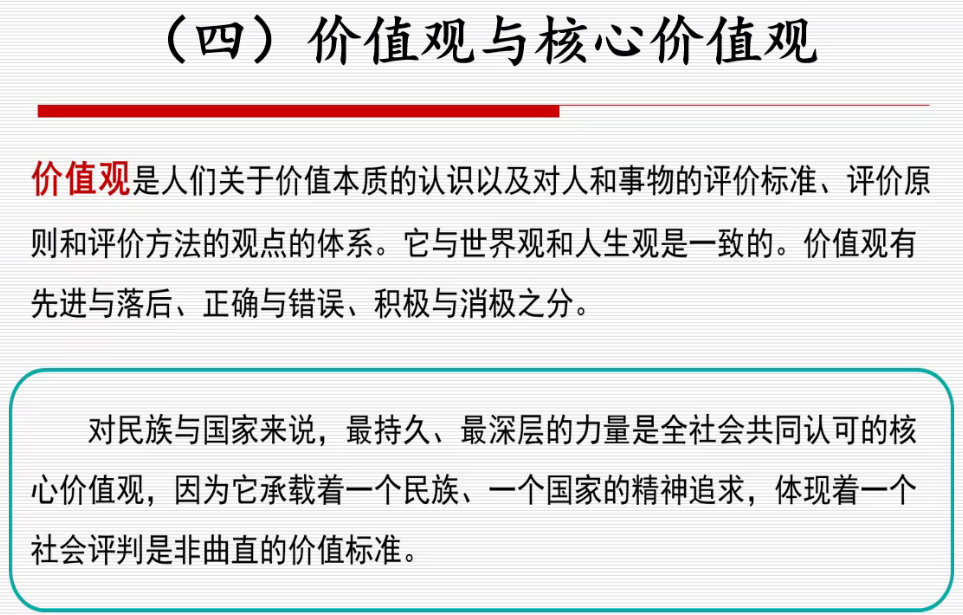 （四）价值观与核心价值观
价值观是人们关于价值本质的认识以及对人和事物的评价标准、评价原
则和评价方法的观点的体系。它与世界观和人生观是一致的。价值观有
先进与落后、正确与错误、积极与消极之分。
对民族与国家来说，最持久、最深层的力量是全社会共同认可的核
心价值观，因为它承载着一个民族、一个国家的精神追求，体现着一个
社会评判是非曲直的价值标准。